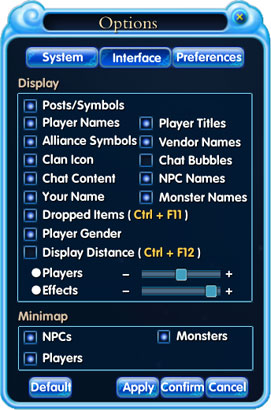 Options
System Interface Preferences
Display
Posts/Symbols
Player Names Player Titles
Alliance Symbols Vendor Names
Clan Icon Chat Bubbles
Chat Content NPC Names
Your Name Monster Names
Dropped Items ( Ctrl + F11 )
Player Gender
Display Distance ( Ctrl + F12 )
Players − +
Effects − +
Minimap
NPCs Monsters
Players
Default Apply Confirm Cancel